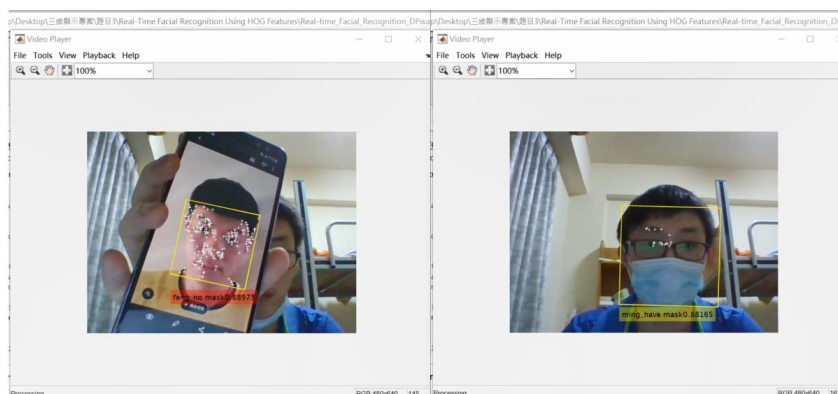 p\Desktop\三維顯示專案\題目3\Real-Time Facial Recognition Using HOG Features\Real-time_Facial_Recognition_DPwa
Video Player
File Tools View Playback Help
100%
feng_no mask0.88973
Processing
RGB 480x640 145
p\Desktop\三維顯示專案\題目3\Real-Time Facial Recognition Using HOG Features\Real-time_Facial_Recognition_D
Video Player
File Tools View Playback Help
100%
ming_have mask0.88165
Processing
RGB 480x640 16